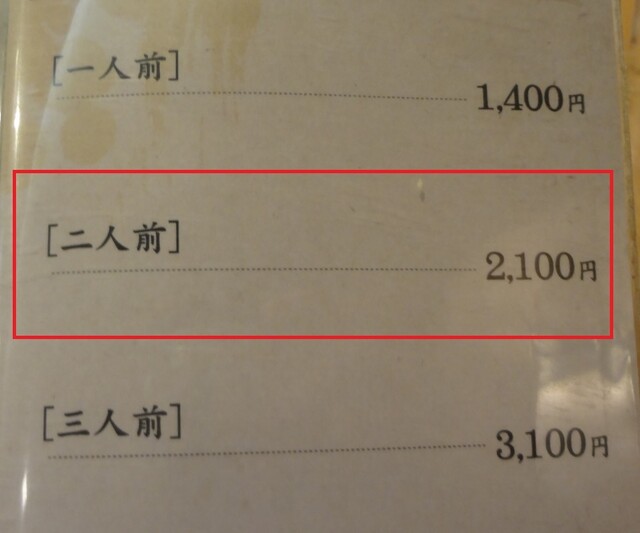 [一人前]
1,400円
[二人前]
2,100円
[三人前]
3,100円